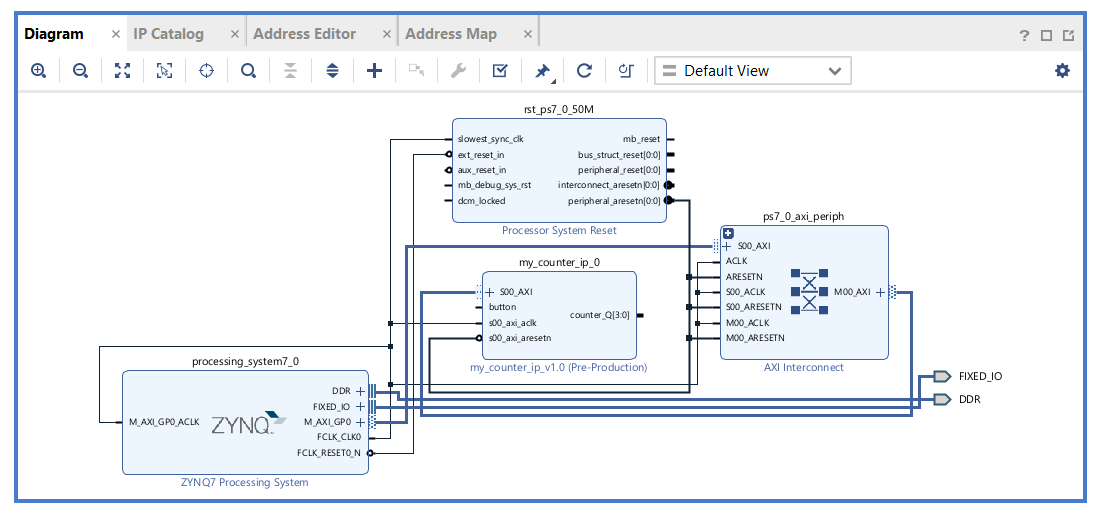 Diagram × IP Catalog × Address Editor × Address Map × ?
Default View
rst_ps7_0_50M
slowest_sync_clk mb_reset
ext_reset_in bus_struct_reset[0:0]
aux_reset_in peripheral_reset[0:0]
mb_debug_sys_rst interconnect_aresetn[0:0]
dcm_locked peripheral_aresetn[0:0]
Processor System Reset
ps7_0_axi_periph
S00_AXI
ACLK
ARESETN
S00_ACLK M00_AXI
S00_ARESETN
M00_ACLK
M00_ARESETN
AXI Interconnect
my_counter_ip_0
S00_AXI
button
counter_Q[3:0]
s00_axi_aclk
s00_axi_aresetn
my_counter_ip_v1.0 (Pre-Production)
processing_system7_0
DDR
FIXED_IO
M_AXI_GP0_ACLK ZYNQ M_AXI_GP0
FCLK_CLK0
FCLK_RESET0_N
ZYNQ7 Processing System
FIXED_IO
DDR